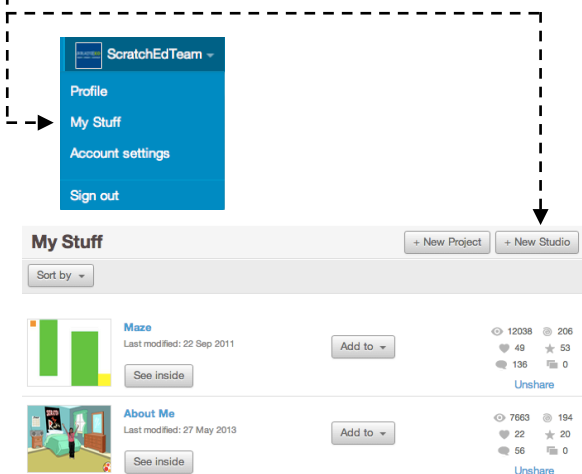 ScratchEdTeam
Profile
My Stuff
Account settings
Sign out
My Stuff
+ New Project
+ New Studio
Sort by
Maze
Last modified: 22 Sep 2011
See inside
Add to
12038 206
49 53
136 0
Unshare
About Me
Last modified: 27 May 2013
See inside
Add to
7663 194
22 20
56 0
Unshare